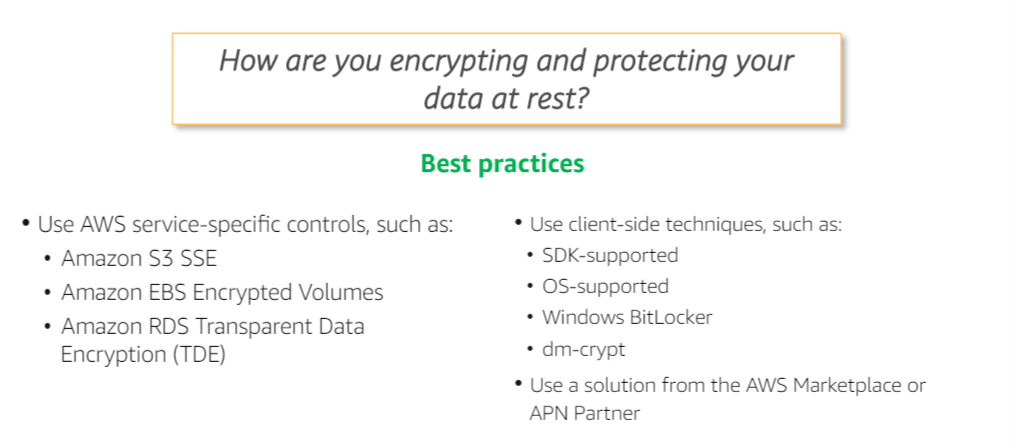 How are you encrypting and protecting your
data at rest?
Best practices
• Use AWS service-specific controls, such as:
• Amazon S3 SSE
• Amazon EBS Encrypted Volumes
• Amazon RDS Transparent Data
Encryption (TDE)
• Use client-side techniques, such as:
• SDK-supported
• OS-supported
• Windows BitLocker
• dm-crypt
• Use a solution from the AWS Marketplace or
APN Partner